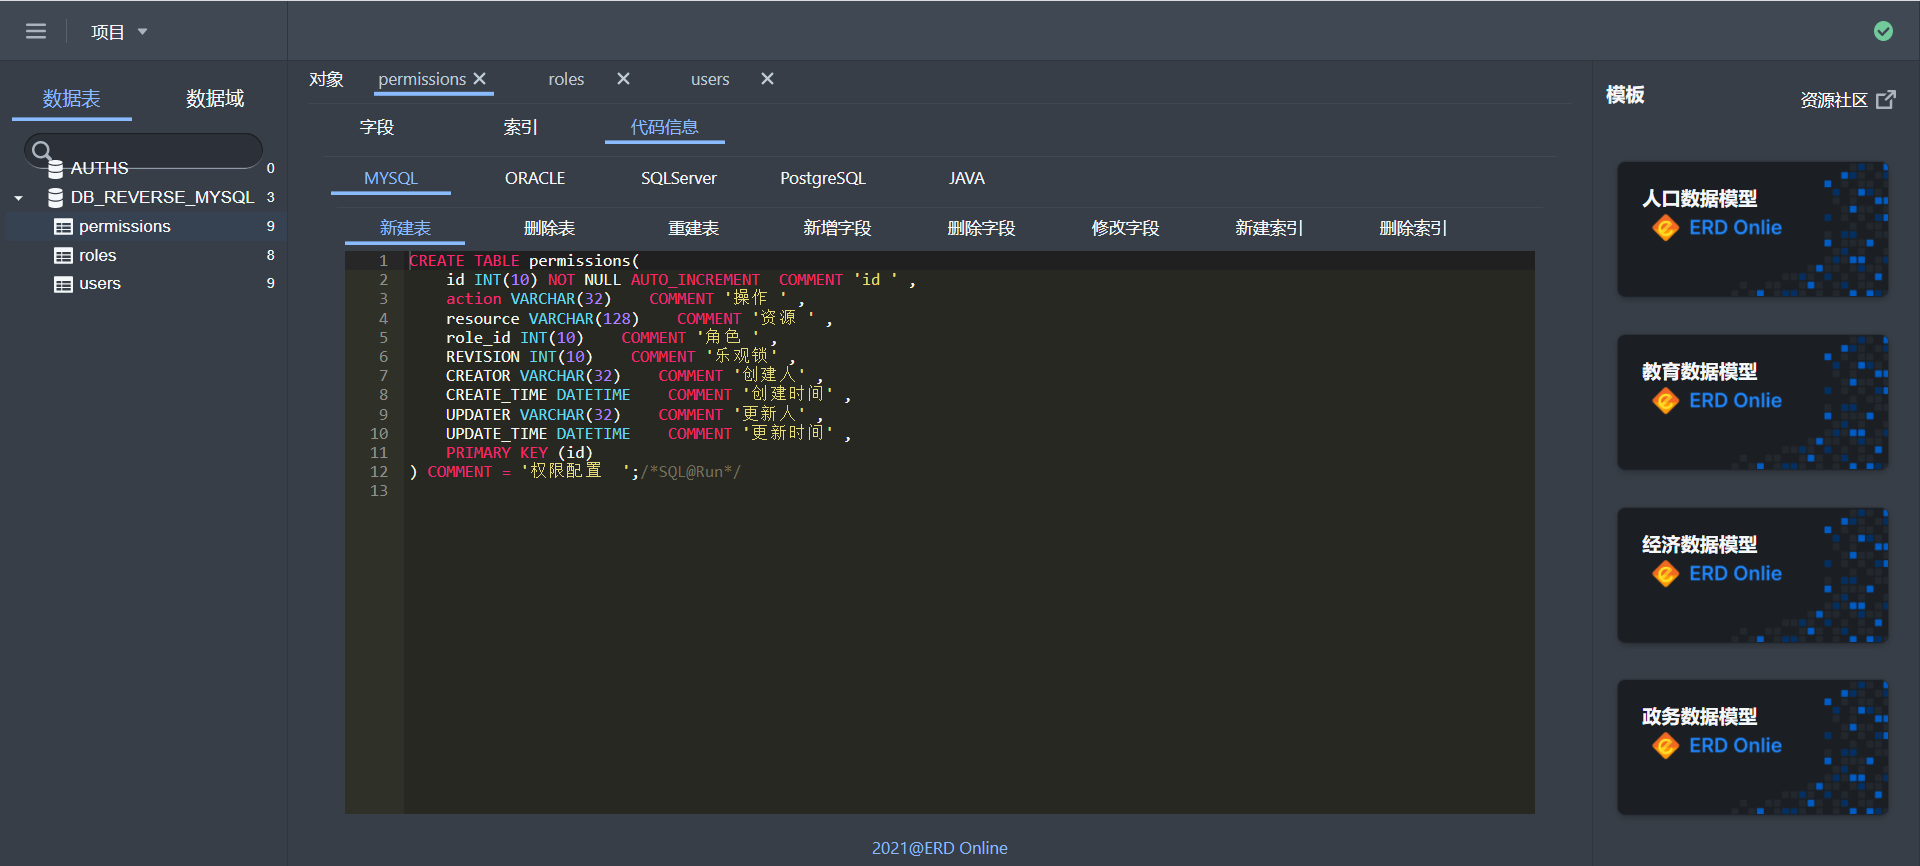 项目
数据表 数据域
AUTHS 0
DB_REVERSE_MYSQL 3
permissions 9
roles 8
users 9
对象 permissions roles users
字段 索引 代码信息
MYSQL ORACLE SQLServer PostgreSQL JAVA
新建表 删除表 重建表 新增字段 删除字段 修改字段 新建索引 删除索引
1 CREATE TABLE permissions(
2 id INT(10) NOT NULL AUTO_INCREMENT  COMMENT 'id ' ,
3 action VARCHAR(32)    COMMENT '操作 ' ,
4 resource VARCHAR(128)    COMMENT '资源 ' ,
5 role_id INT(10)    COMMENT '角色 ' ,
6 REVISION INT(10)    COMMENT '乐观锁' ,
7 CREATOR VARCHAR(32)    COMMENT '创建人' ,
8 CREATE_TIME DATETIME    COMMENT '创建时间' ,
9 UPDATER VARCHAR(32)    COMMENT '更新人' ,
10 UPDATE_TIME DATETIME    COMMENT '更新时间' ,
11 PRIMARY KEY (id)
12 ) COMMENT = '权限配置  ';/*SQL@Run*/
13
2021@ERD Online
模板 资源社区
人口数据模型
ERD Onlie
教育数据模型
ERD Onlie
经济数据模型
ERD Onlie
政务数据模型
ERD Onlie